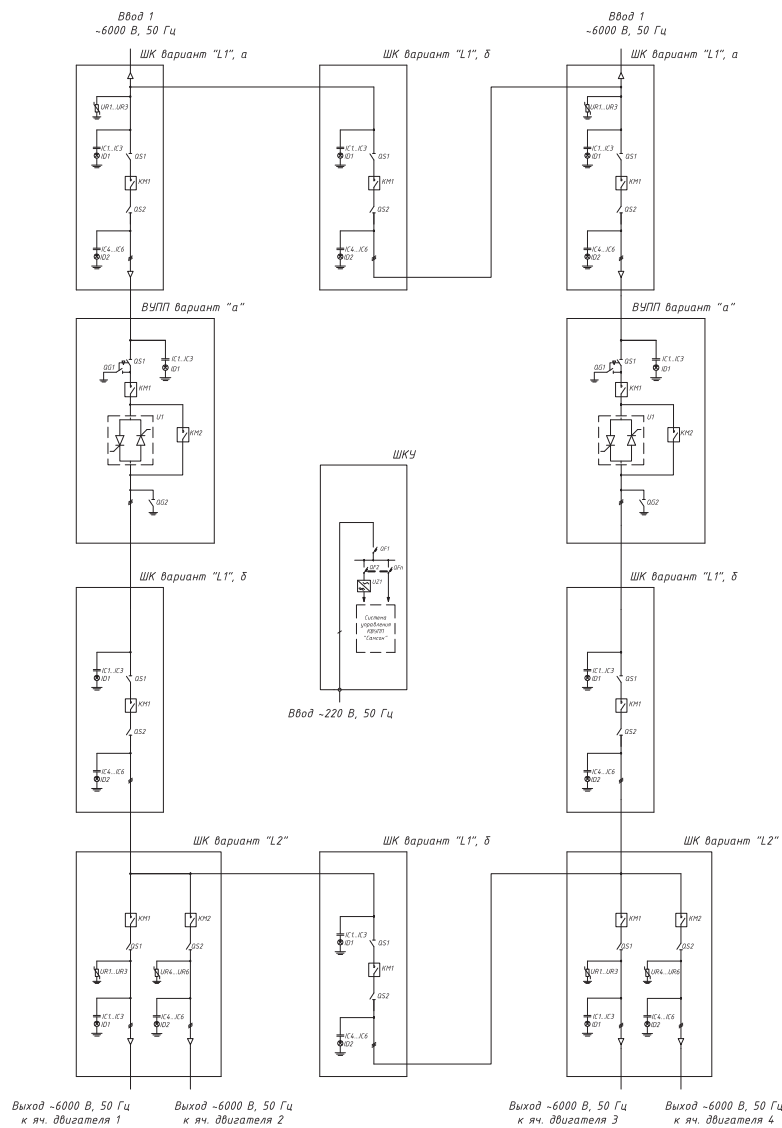 Ввод 1
~6000 В, 50 Гц
Ввод 1
~6000 В, 50 Гц
ШК вариант "L1", а
ШК вариант "L1", б
ШК вариант "L1", а
UR1...UR3
UR1...UR3
IC1...IC3
ID1
QS1
IC1...IC3
ID1
QS1
IC1...IC3
ID1
QS1
KM1
KM1
KM1
QS2
QS2
QS2
IC4...IC6
ID2
IC4...IC6
ID2
IC4...IC6
ID2
ВУПП вариант "а"
ВУПП вариант "а"
QG1
QS1
IC1...IC3
ID1
QG1
QS1
IC1...IC3
ID1
KM1
KM1
U1
KM2
U1
KM2
QG2
QG2
ШКУ
QF1
QF2
QF4
UZ1
Система
управления
КВУПП
"Самсон"
Ввод ~220 В, 50 Гц
ШК вариант "L1", б
ШК вариант "L1", б
IC1...IC3
ID1
QS1
IC1...IC3
ID1
QS1
KM1
KM1
QS2
QS2
IC4...IC6
ID2
IC4...IC6
ID2
ШК вариант "L2"
ШК вариант "L1", б
ШК вариант "L2"
KM1
KM2
KM1
KM2
QS1
QS2
IC1...IC3
ID1
QS1
QS1
QS2
UR1...UR3
UR4...UR6
KM1
UR1...UR3
UR4...UR6
QS2
IC1...IC3
ID1
IC4...IC6
ID2
IC4...IC6
ID2
IC1...IC3
ID1
IC4...IC6
ID2
Выход ~6000 В, 50 Гц
к яч. двигателя 1
Выход ~6000 В, 50 Гц
к яч. двигателя 2
Выход ~6000 В, 50 Гц
к яч. двигателя 3
Выход ~6000 В, 50 Гц
к яч. двигателя 4